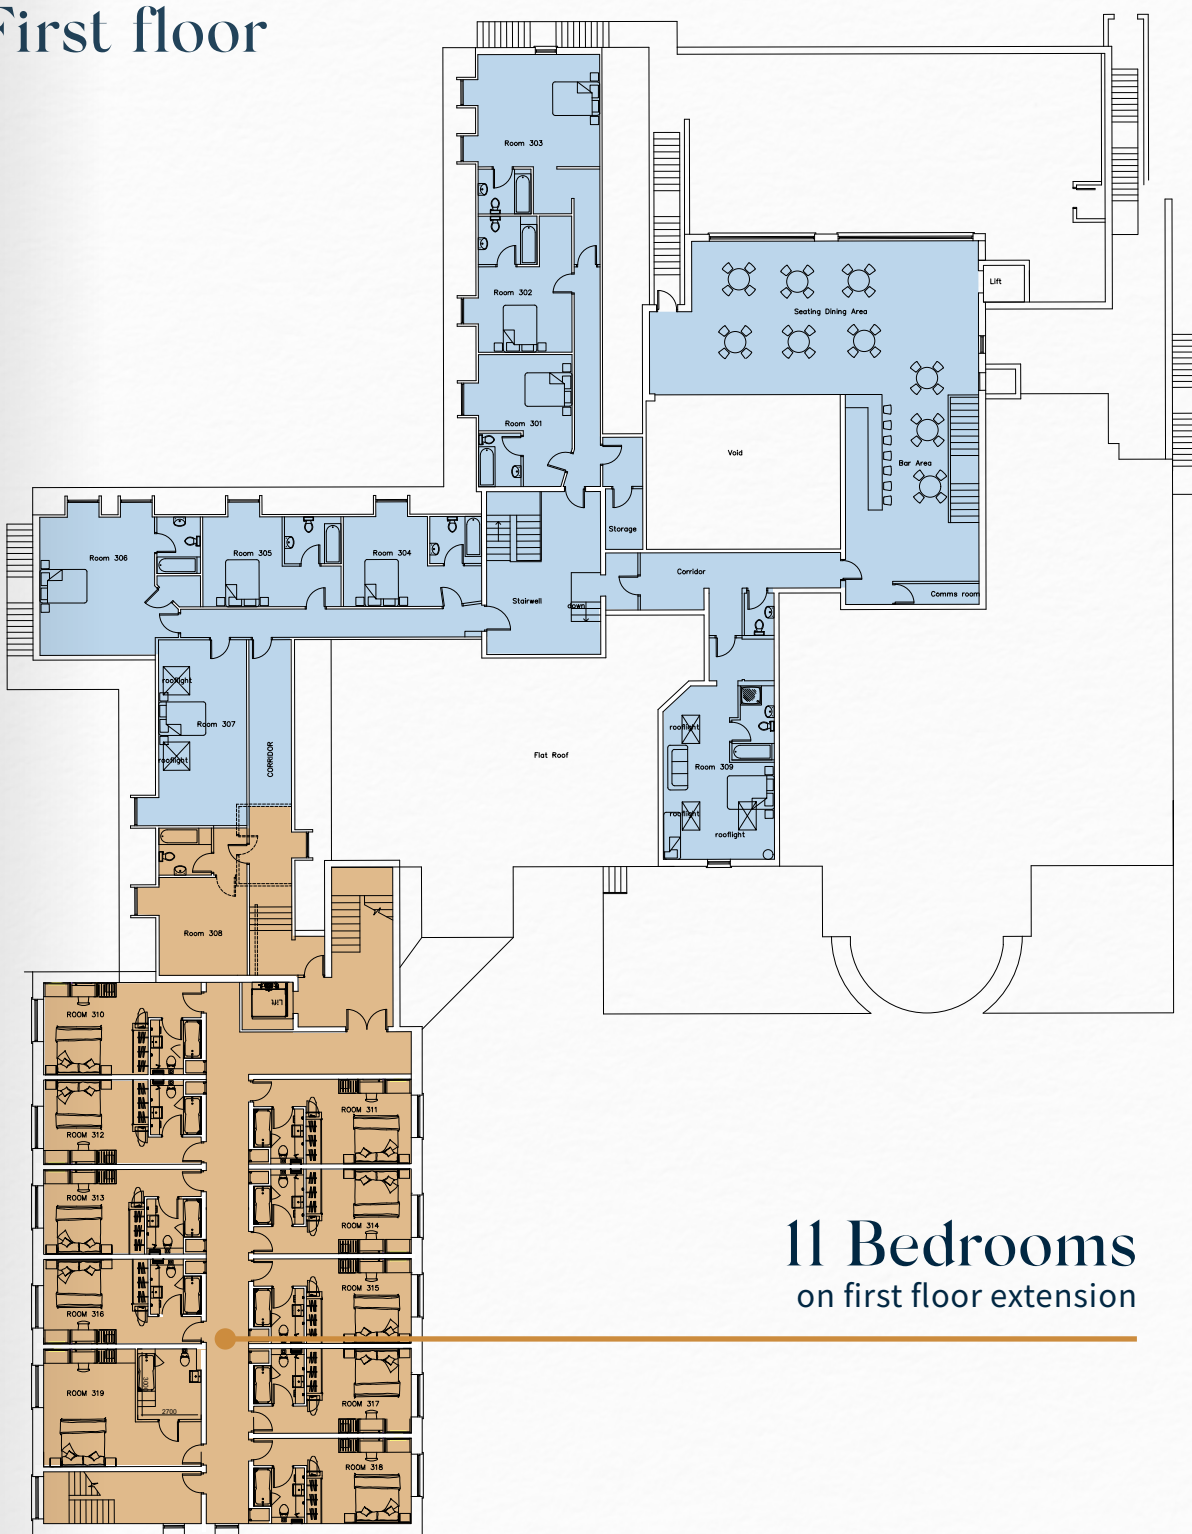 First floor
Room 303
Room 302
Lift
Seating Dining Area
Room 301
Void
Bar Area
Storage
Room 306
Room 305
Room 304
Corridor
Stairwell
down
Comms room
rooflight
Room 307
rooflight
CORRIDOR
Flat Roof
rooflight
Room 309
rooflight
rooflight
Room 308
Lift
ROOM 310
ROOM 311
ROOM 312
ROOM 313
ROOM 314
ROOM 315
ROOM 316
ROOM 319
2700
ROOM 317
ROOM 318
11 Bedrooms
on first floor extension